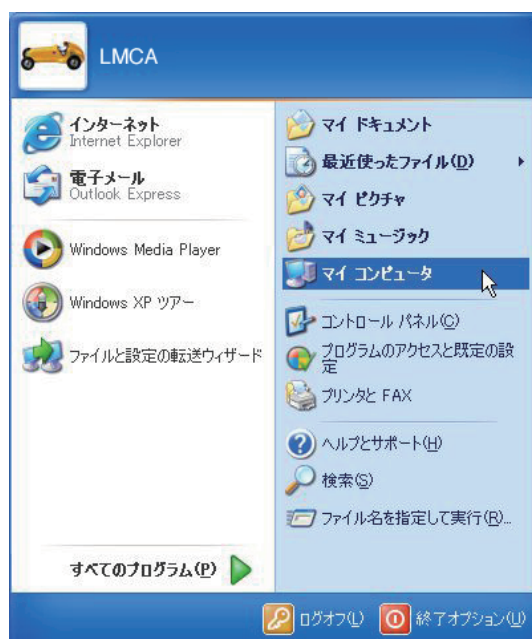 LMCA
インターネット
Internet Explorer
電子メール
Outlook Express
Windows Media Player
Windows XP ツアー
ファイルと設定の転送ウィザード
すべてのプログラム(P)
マイ ドキュメント
最近使ったファイル(D)
マイ ピクチャ
マイ ミュージック
マイ コンピュータ
コントロール パネル(C)
プログラムのアクセスと既定の設
定
プリンタと FAX
ヘルプとサポート(H)
検索(S)
ファイル名を指定して実行(R)...
ログオフ(L)
終了オプション(U)